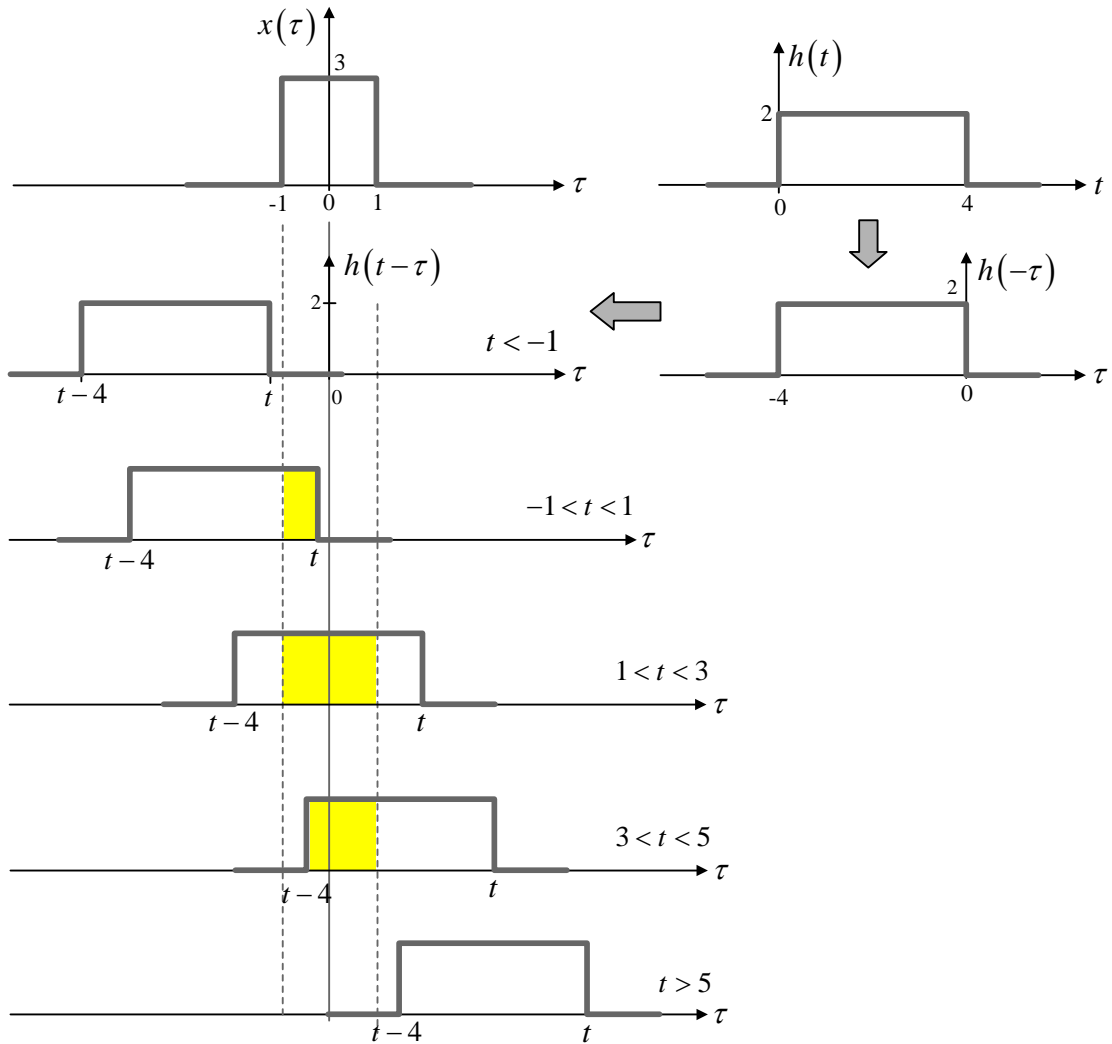 x(τ)
3
τ
-1 0 1
h(t)
2
t
0 4
h(t−τ)
2
t < −1
τ
t−4 t 0
h(−τ)
2
τ
-4 0
−1 < t < 1
τ
t−4 t
1 < t < 3
τ
t−4 t
3 < t < 5
τ
t−4 t
t > 5
τ
t−4 t